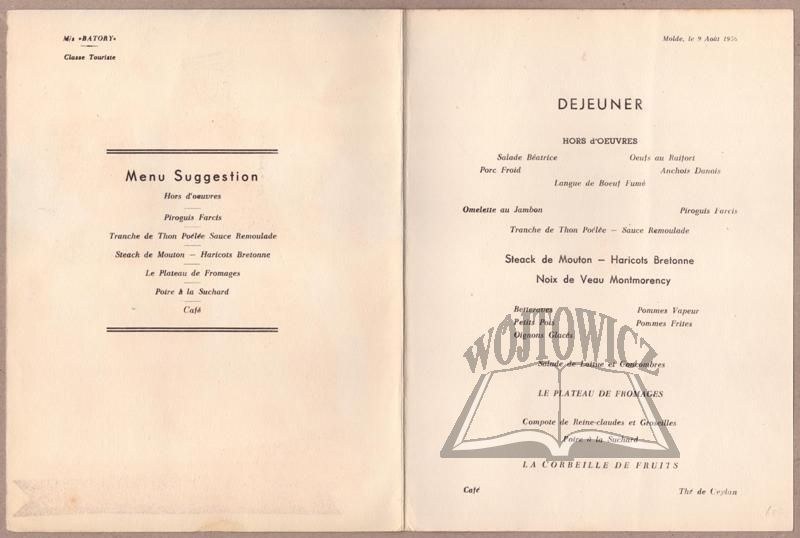 M/s «BATORY»
Classe Touriste
Menu Suggestion
Hors d'oeuvres
Piroguis Farcis
Tranche de Thon Poélée Sauce Remoulade
Steack de Mouton — Haricots Bretonne
Le Plateau de Fromages
Poire à la Suchard
Café
Molde, le 9 Août 1956
DEJEUNER
HORS d'OEUVRES
Salade Béatrice Oeufs au Raifort
Porc Froid Anchois Danois
Langue de Boeuf Fumé
Omelette au Jambon Piroguis Farcis
Tranche de Thon Poélée — Sauce Remoulade
Steack de Mouton — Haricots Bretonne
Noix de Veau Montmorency
Betteraves Pommes Vapeur
Petits Pois Pommes Frites
Oignons Glacés
WOJTOWICZ
Salade de Laitue et Concombres
LE PLATEAU DE FROMAGES
Compote de Reine-claudes et Groseilles
Poire à la Suchard
LA CORBEILLE DE FRUITS
Café Thé de Ceylan